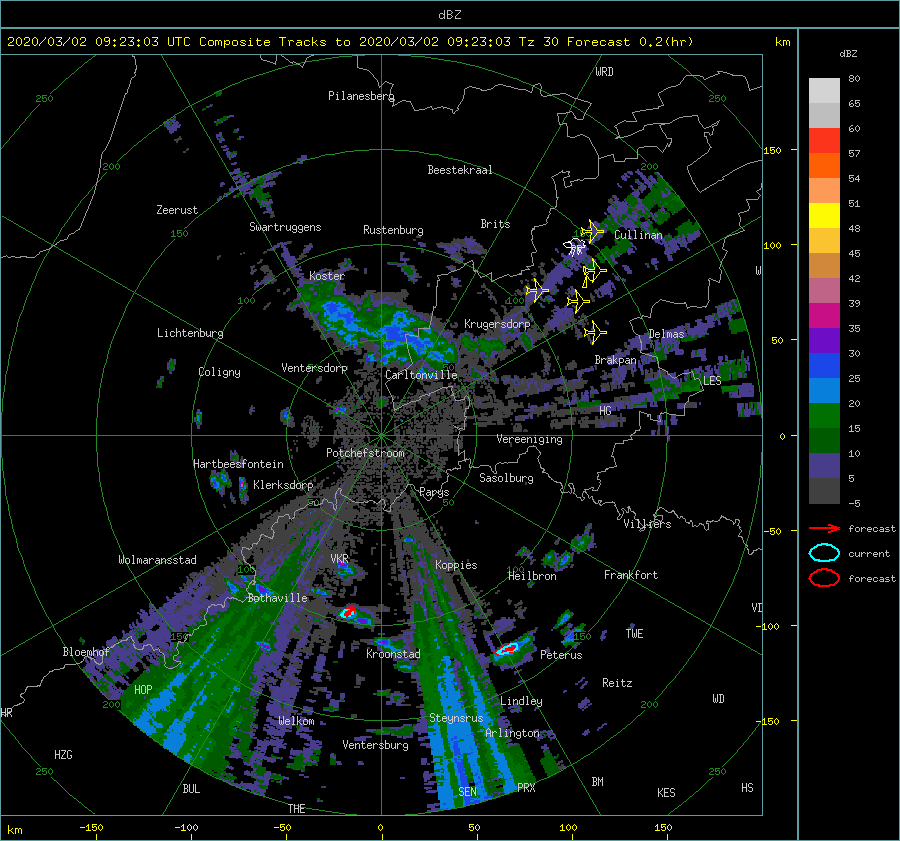 dBZ
2020/03/02 09:23:03 UTC Composite Tracks to 2020/03/02 09:23:03 Tz 30 Forecast 0.2(hr)
km
dBZ
WRD
80
250
Pilanesberg
250
65
60
150
57
200
Beestekraal
200
54
Zeerust
51
Swartruggens
Rustenburg
Brits
150
Cullinan
48
100
45
W
Koster
42
100
100
39
Lichtenburg
Krugersdorp
Delmas
35
50
Ventersdorp
Brakpan
30
Coligny
Carltonville
LES
25
HG
20
Vereeniging
0
15
Potchefstroom
10
Hartbeesfontein
Sasolburg
5
Klerksdorp
Parys
50
50
-5
Villiers
forecast
-50
Wolmaransstad
VKR
Koppies
current
100
Heilbron
100
Frankfort
forecast
Bothaville
VD
-100
150
150
TWE
Bloemhof
Kroonstad
Peterus
HOP
Reitz
200
Lindley
200
WD
HR
Welkom
Steynsrus
-150
Arlington
Ventersburg
HZG
250
250
BUL
SEN
PRX
BM
KES
HS
THE
km
-150
-100
-50
0
50
100
150